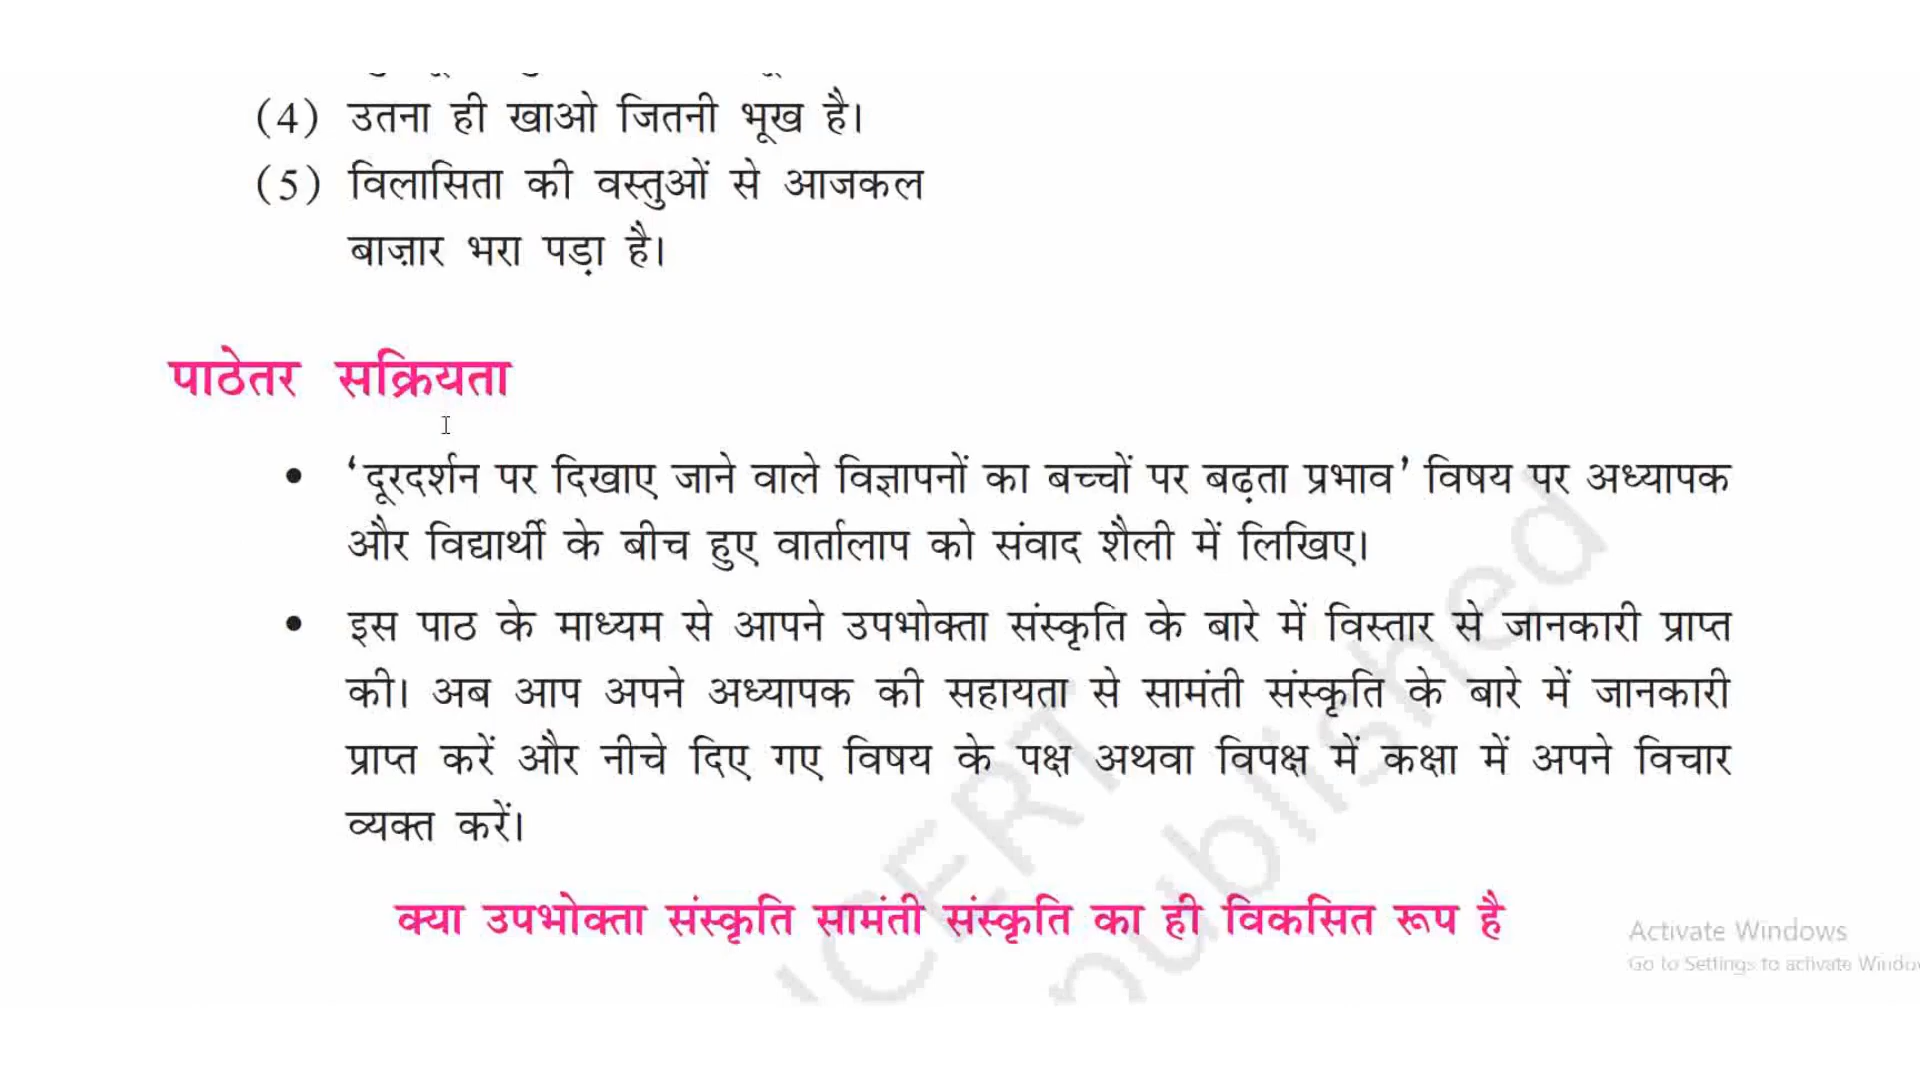 (4) उतना ही खाओ जितनी भूख है।
(5) विलासिता की वस्तुओं से आजकल
बाज़ार भरा पड़ा है।
पाठेतर सक्रियता
• 'दूरदर्शन पर दिखाए जाने वाले विज्ञापनों का बच्चों पर बढ़ता प्रभाव' विषय पर अध्यापक
और विद्यार्थी के बीच हुए वार्तालाप को संवाद शैली में लिखिए।
• इस पाठ के माध्यम से आपने उपभोक्ता संस्कृति के बारे में विस्तार से जानकारी प्राप्त
की। अब आप अपने अध्यापक की सहायता से सामंती संस्कृति के बारे में जानकारी
प्राप्त करें और नीचे दिए गए विषय के पक्ष अथवा विपक्ष में कक्षा में अपने विचार
व्यक्त करें।
क्या उपभोक्ता संस्कृति सामंती संस्कृति का ही विकसित रूप है
Activate Windows
Go to Settings to activate Windo
CERT
published